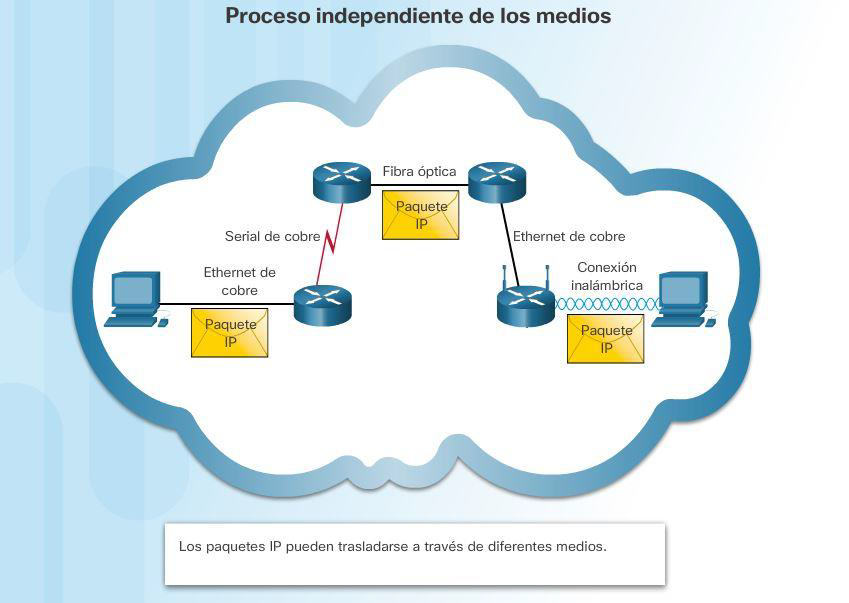 Proceso independiente de los medios
Fibra óptica
Paquete
IP
Serial de cobre
Ethernet de cobre
Ethernet de
cobre
Conexión
inalámbrica
Paquete
IP
Paquete
IP
Los paquetes IP pueden trasladarse a través de diferentes medios.